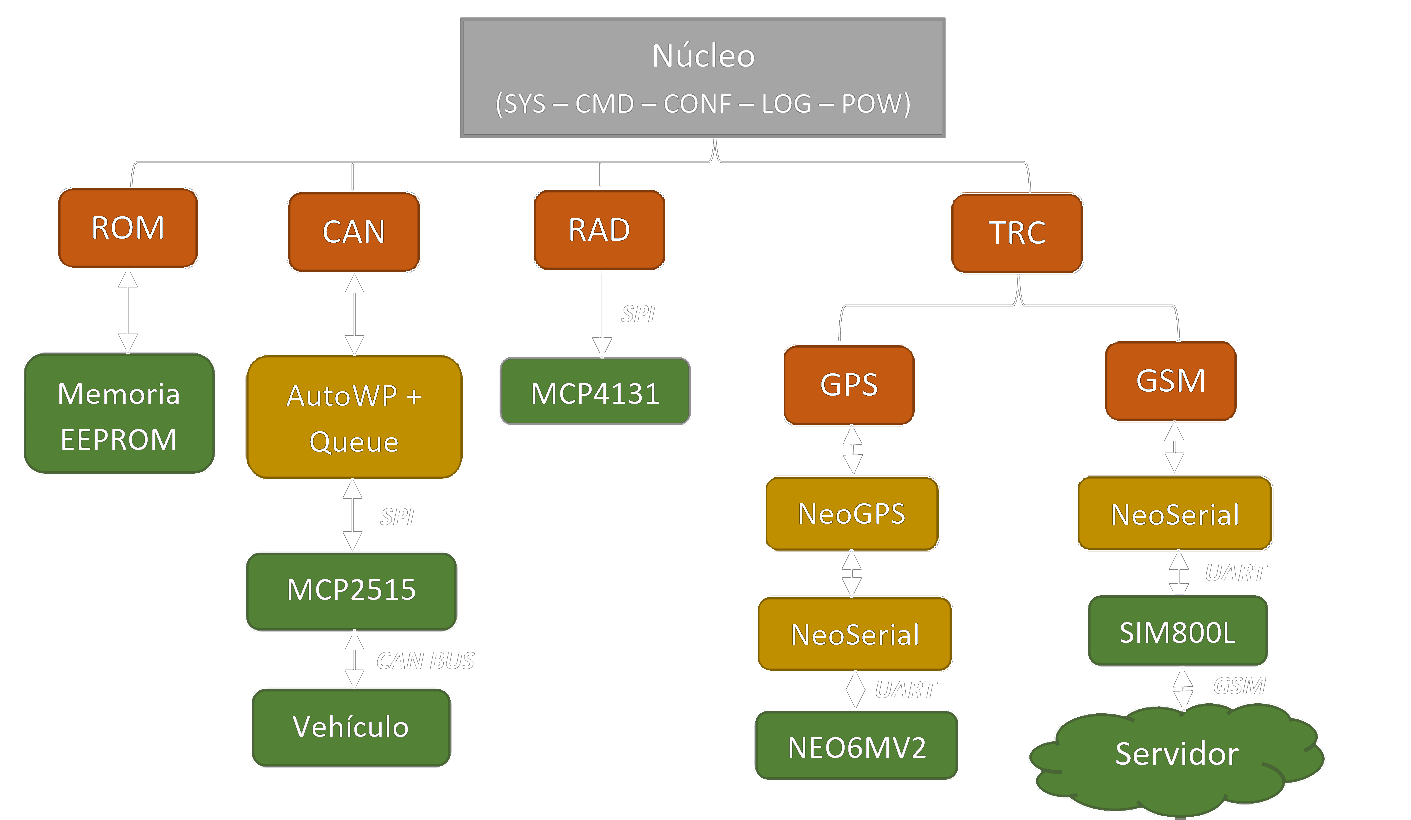 Núcleo
(SYS – CMD – CONF – LOG – POW)
ROM
CAN
RAD
TRC
SPI
Memoria
EEPROM
AutoWP +
Queue
MCP4131
GPS
GSM
SPI
NeoGPS
NeoSerial
MCP2515
UART
NeoSerial
SIM800L
CAN BUS
UART
GSM
Vehículo
NEO6MV2
Servidor